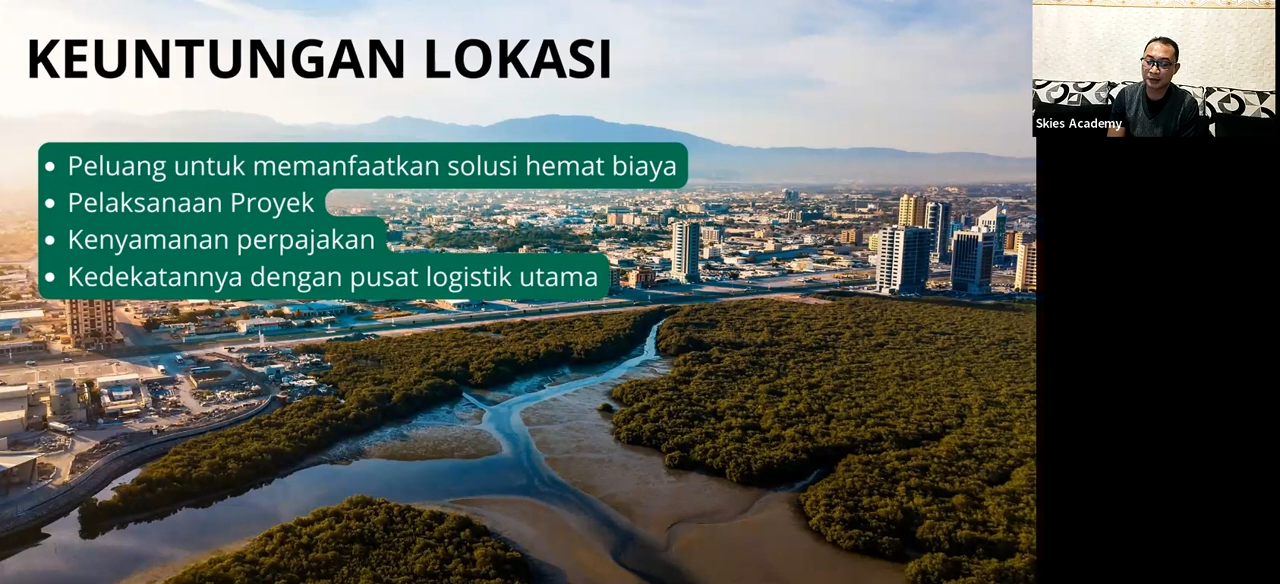 KEUNTUNGAN LOKASI
• Peluang untuk memanfaatkan solusi hemat biaya
• Pelaksanaan Proyek
• Kenyamanan perpajakan
• Kedekatannya dengan pusat logistik utama
Skies Academy